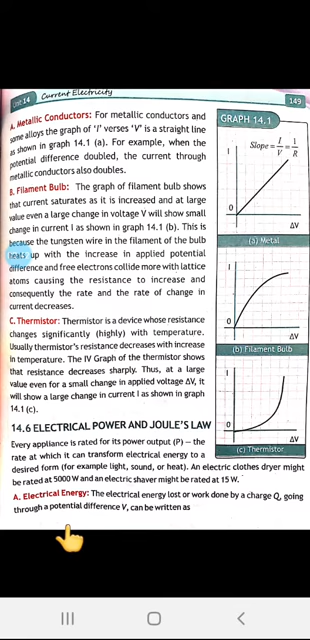 Unit 14
Current Electricity
149
A. Metallic Conductors: For metallic conductors and
some alloys the graph of 'I' verses 'V' is a straight line
as shown in graph 14.1 (a). For example, when the
potential difference doubled, the current through
metallic conductors also doubles.
B. Filament Bulb: The graph of filament bulb shows
that current saturates as it is increased and at large
value even a large change in voltage V will show small
change in current I as shown in graph 14.1 (b). This is
because the tungsten wire in the filament of the bulb
heats up with the increase in applied potential
difference and free electrons collide more with lattice
atoms causing the resistance to increase and
consequently the rate and the rate of change in
current decreases.
C. Thermistor: Thermistor is a device whose resistance
changes significantly (highly) with temperature.
Usually thermistor's resistance decreases with increase
in temperature. The IV Graph of the thermistor shows
that resistance decreases sharply. Thus, at a large
value even for a small change in applied voltage ΔV, it
will show a large change in current I as shown in graph
14.1 (c).
GRAPH 14.1
I
Slope = I/V = 1/R
0
ΔV
(a) Metal
I
0
ΔV
(b) Filament Bulb
I
0
ΔV
(c) Thermistor
14.6 ELECTRICAL POWER AND JOULE'S LAW
Every appliance is rated for its power output (P) – the
rate at which it can transform electrical energy to a
desired form (for example light, sound, or heat). An electric clothes dryer might
be rated at 5000 W and an electric shaver might be rated at 15 W.
A. Electrical Energy: The electrical energy lost or work done by a charge Q, going
through a potential difference V, can be written as